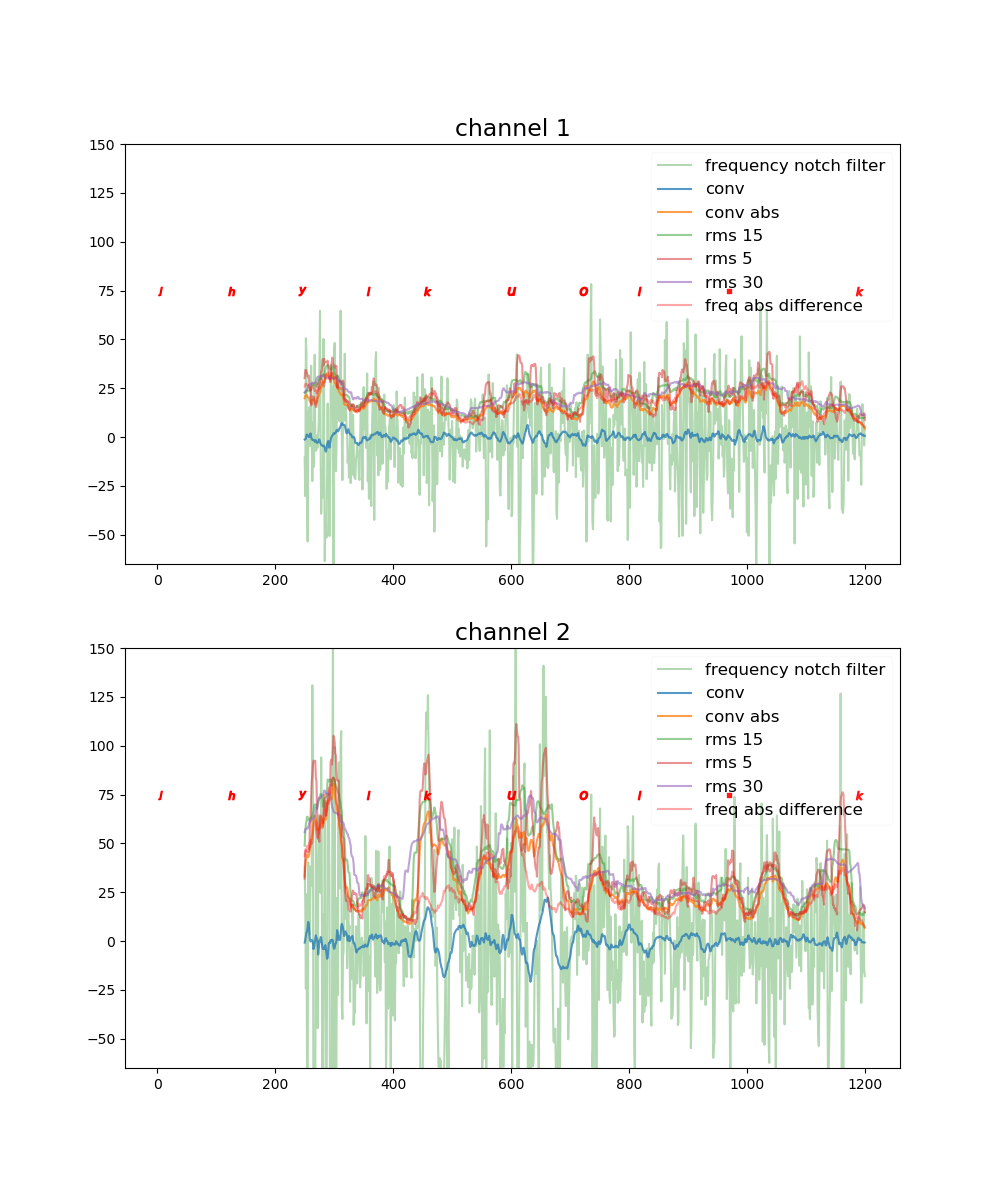 channel 1
150
125
100
75
50
25
0
−25
−50
frequency notch filter
conv
conv abs
rms 15
rms 5
rms 30
freq abs difference
J h y l k u o l . k
0 200 400 600 800 1000 1200
channel 2
150
125
100
75
50
25
0
−25
−50
frequency notch filter
conv
conv abs
rms 15
rms 5
rms 30
freq abs difference
J h y l k u o l . k
0 200 400 600 800 1000 1200